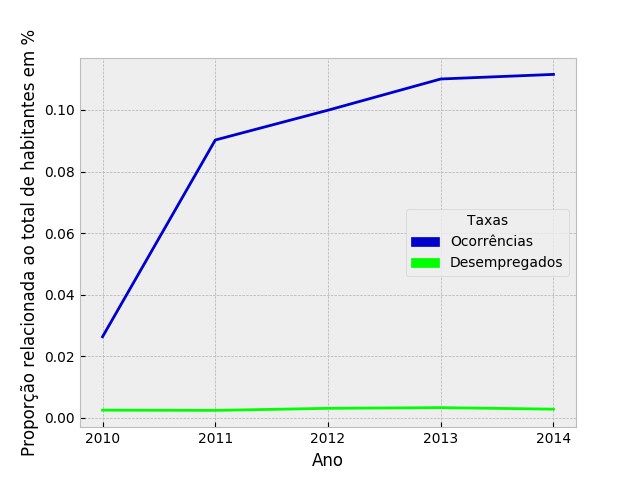 Proporção relacionada ao total de habitantes em %
0.10
0.08
0.06
0.04
0.02
0.00
Taxas
Ocorrências
Desempregados
2010 2011 2012 2013 2014
Ano